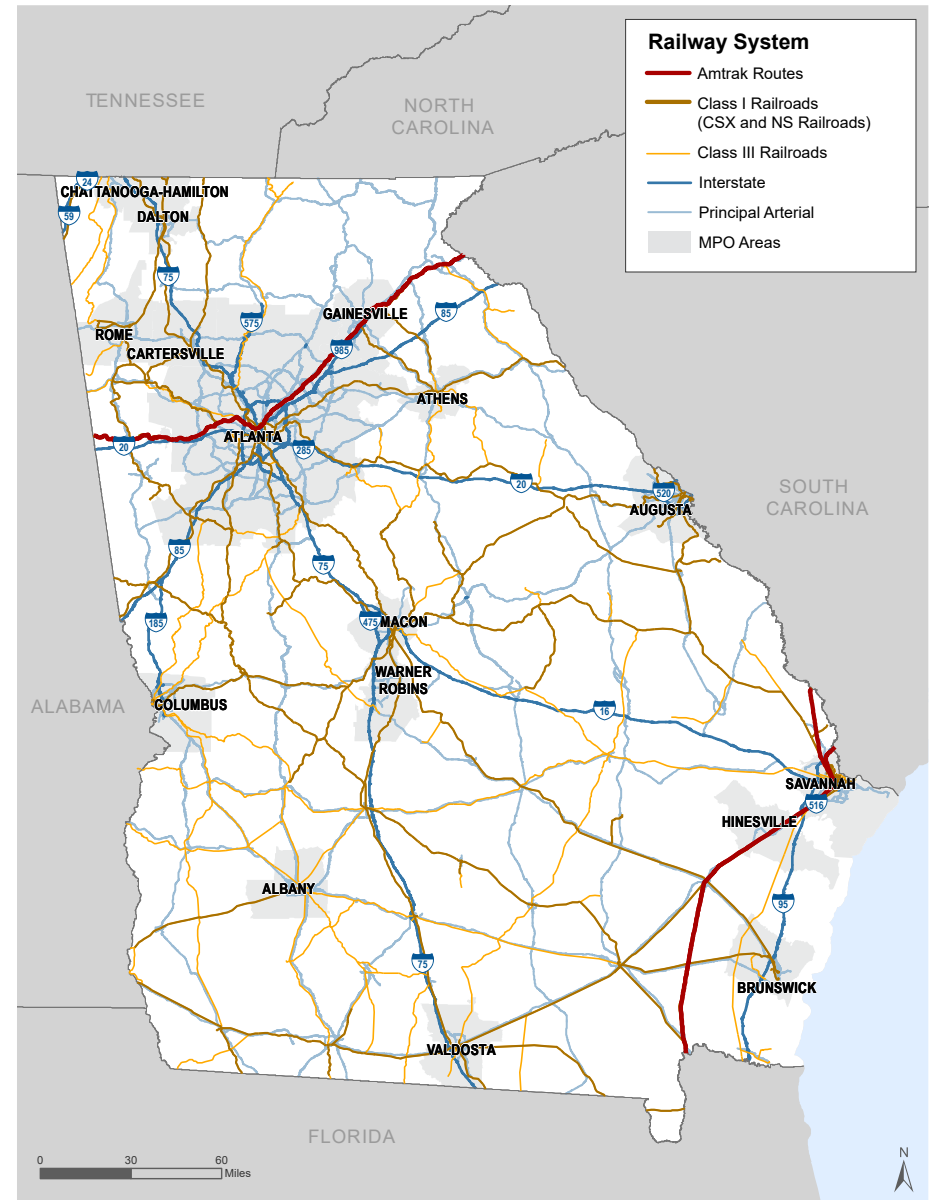 Railway System
Amtrak Routes
Class I Railroads
(CSX and NS Railroads)
Class III Railroads
Interstate
Principal Arterial
MPO Areas
TENNESSEE
NORTH
CAROLINA
24
CHATTANOOGA-HAMILTON
59
DALTON
75
575
GAINESVILLE
85
ROME
985
CARTERSVILLE
ATHENS
ATLANTA
20
285
20
520
AUGUSTA
SOUTH
CAROLINA
85
75
185
475
MACON
WARNER
ROBINS
ALABAMA
COLUMBUS
16
SAVANNAH
516
HINESVILLE
ALBANY
95
75
BRUNSWICK
VALDOSTA
FLORIDA
0 30 60
Miles
N